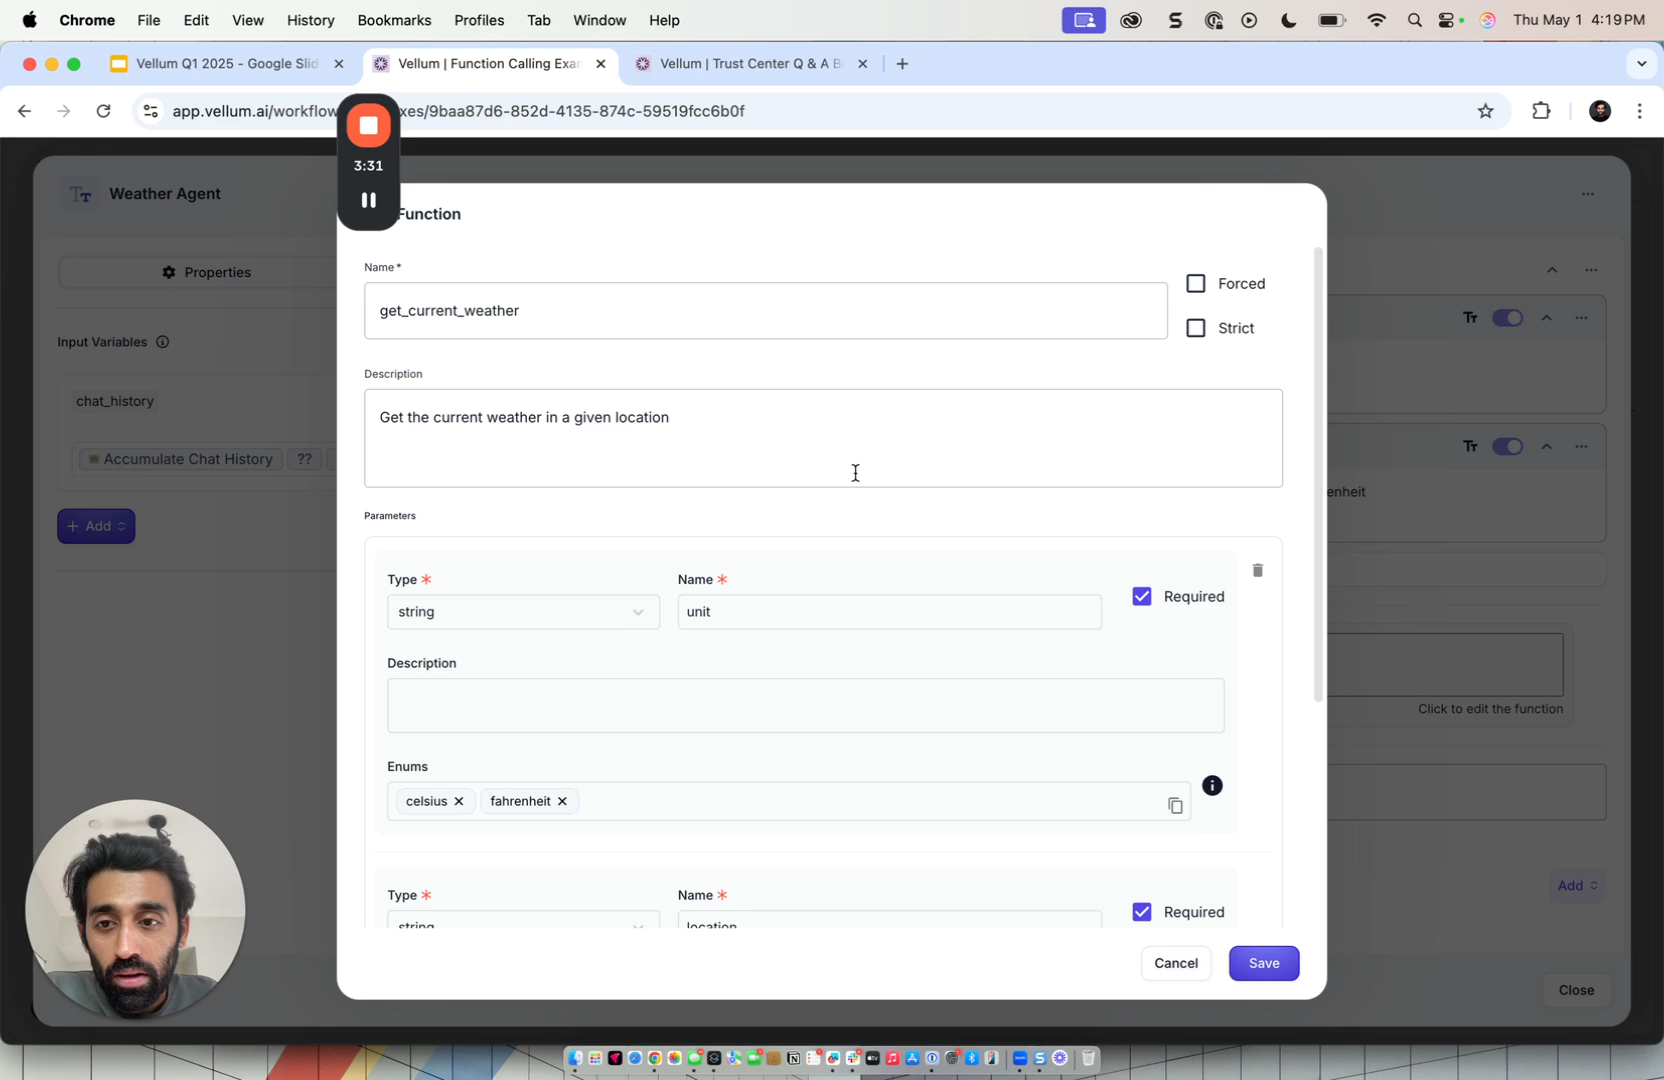 Chrome File Edit View History Bookmarks Profiles Tab Window Help Thu May 1 4:19 PM
Vellum Q1 2025 - Google Slid
Vellum | Function Calling Exa
Vellum | Trust Center Q & A B
app.vellum.ai/workflow
xes/9baa87d6-852d-4135-874c-59519fcc6b0f
3:31
Weather Agent
Function
Properties
Name*
get_current_weather
Forced
Strict
Input Variables
chat_history
Accumulate Chat History ??
+ Add
Description
Get the current weather in a given location
enheit
Parameters
Type * Name *
string
unit
Required
Description
Enums
celsius
fahrenheit
Click to edit the function
Type * Name *
string
location
Required
Add
Cancel
Save
Close